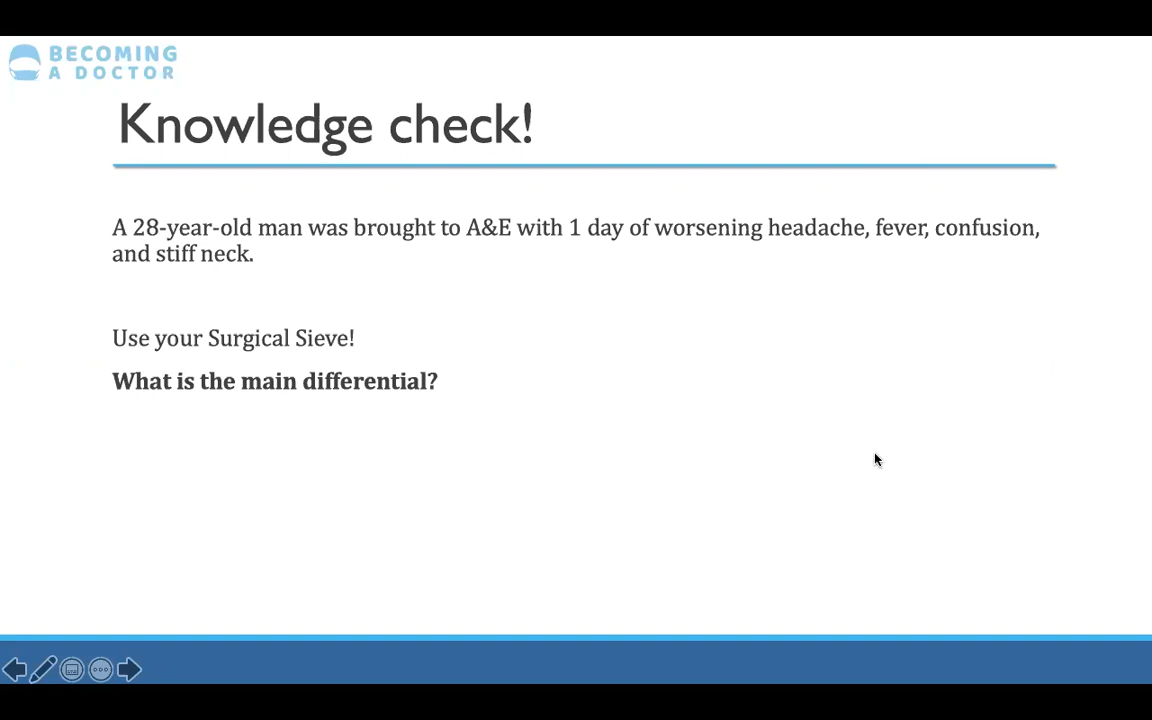 BECOMING
A DOCTOR
Knowledge check!
A 28-year-old man was brought to A&E with 1 day of worsening headache, fever, confusion,
and stiff neck.
Use your Surgical Sieve!
What is the main differential?